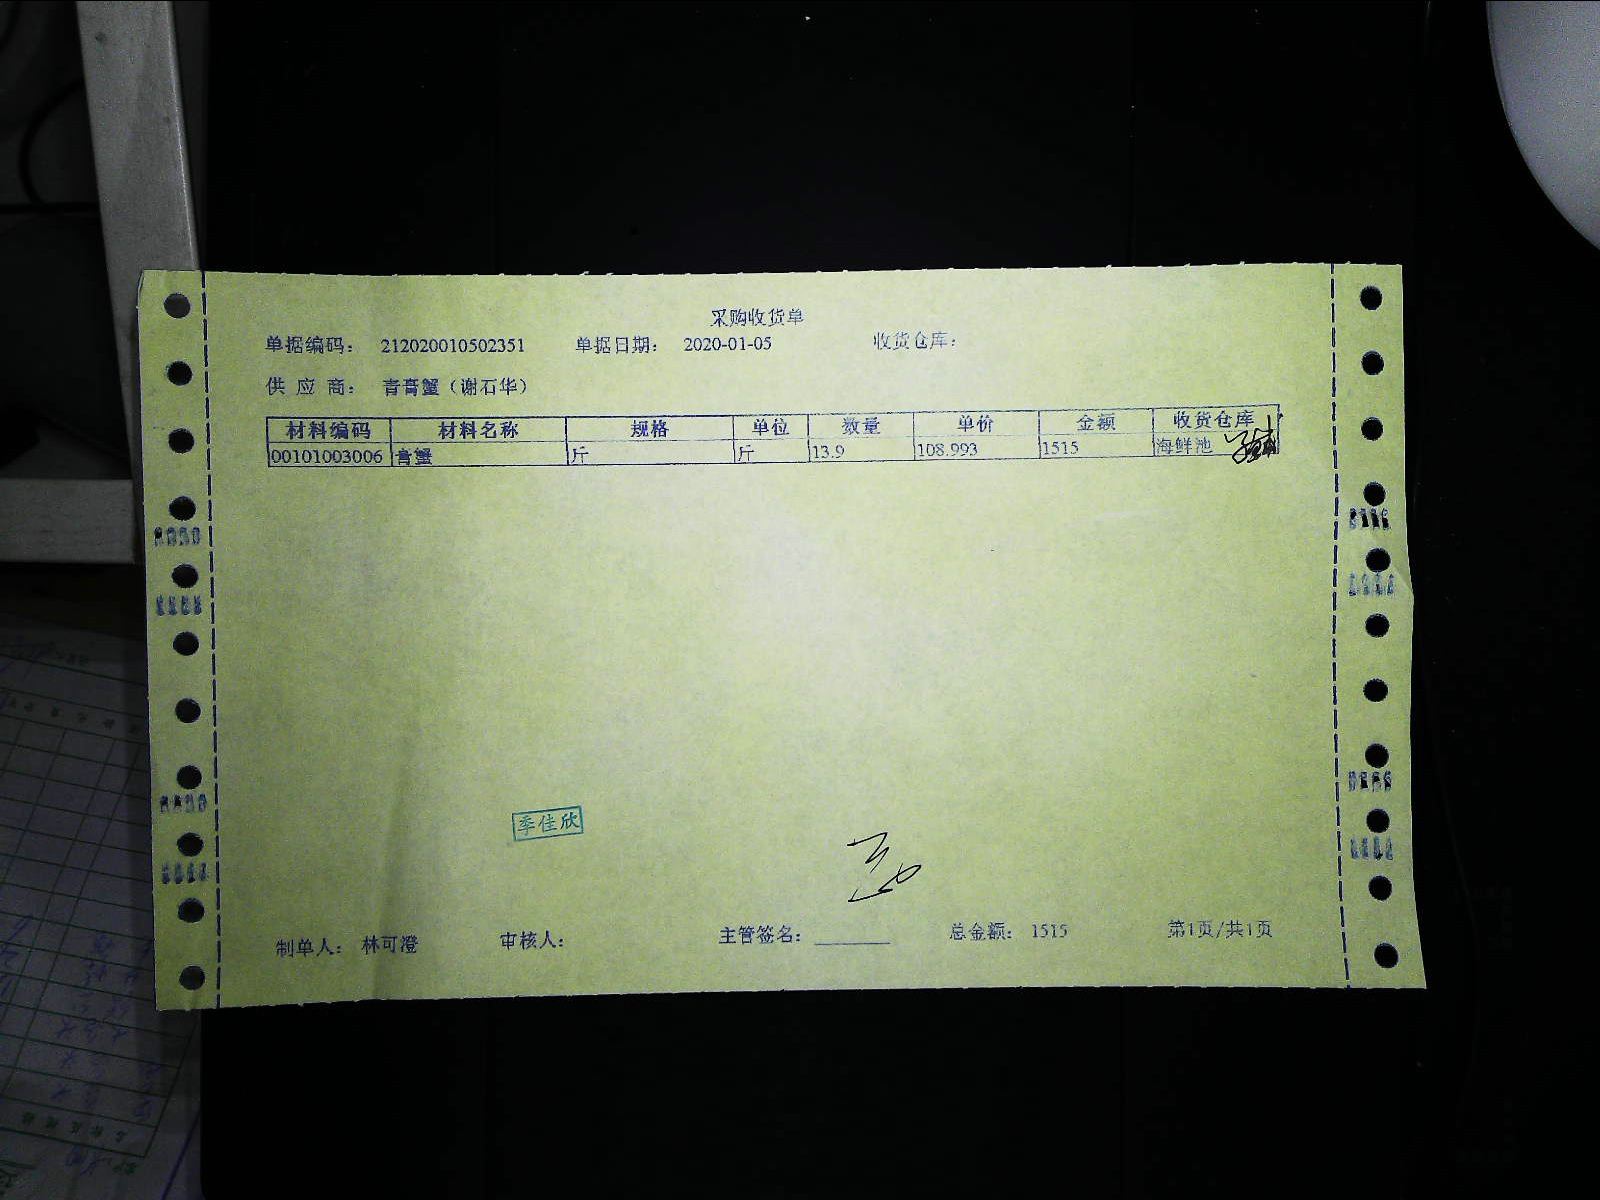 采购收货单
单据编码： 212020010502351 单据日期： 2020-01-05 收货仓库：
供 应 商： 青膏蟹（谢石华）
材料编码 材料名称 规格 单位 数量 单价 金额 收货仓库
00101003006 膏蟹 斤 斤 13.9 108.993 1515 海鲜池
季佳欣
制单人： 林可澄 审核人： 主管签名： 总金额： 1515 第1页/共1页